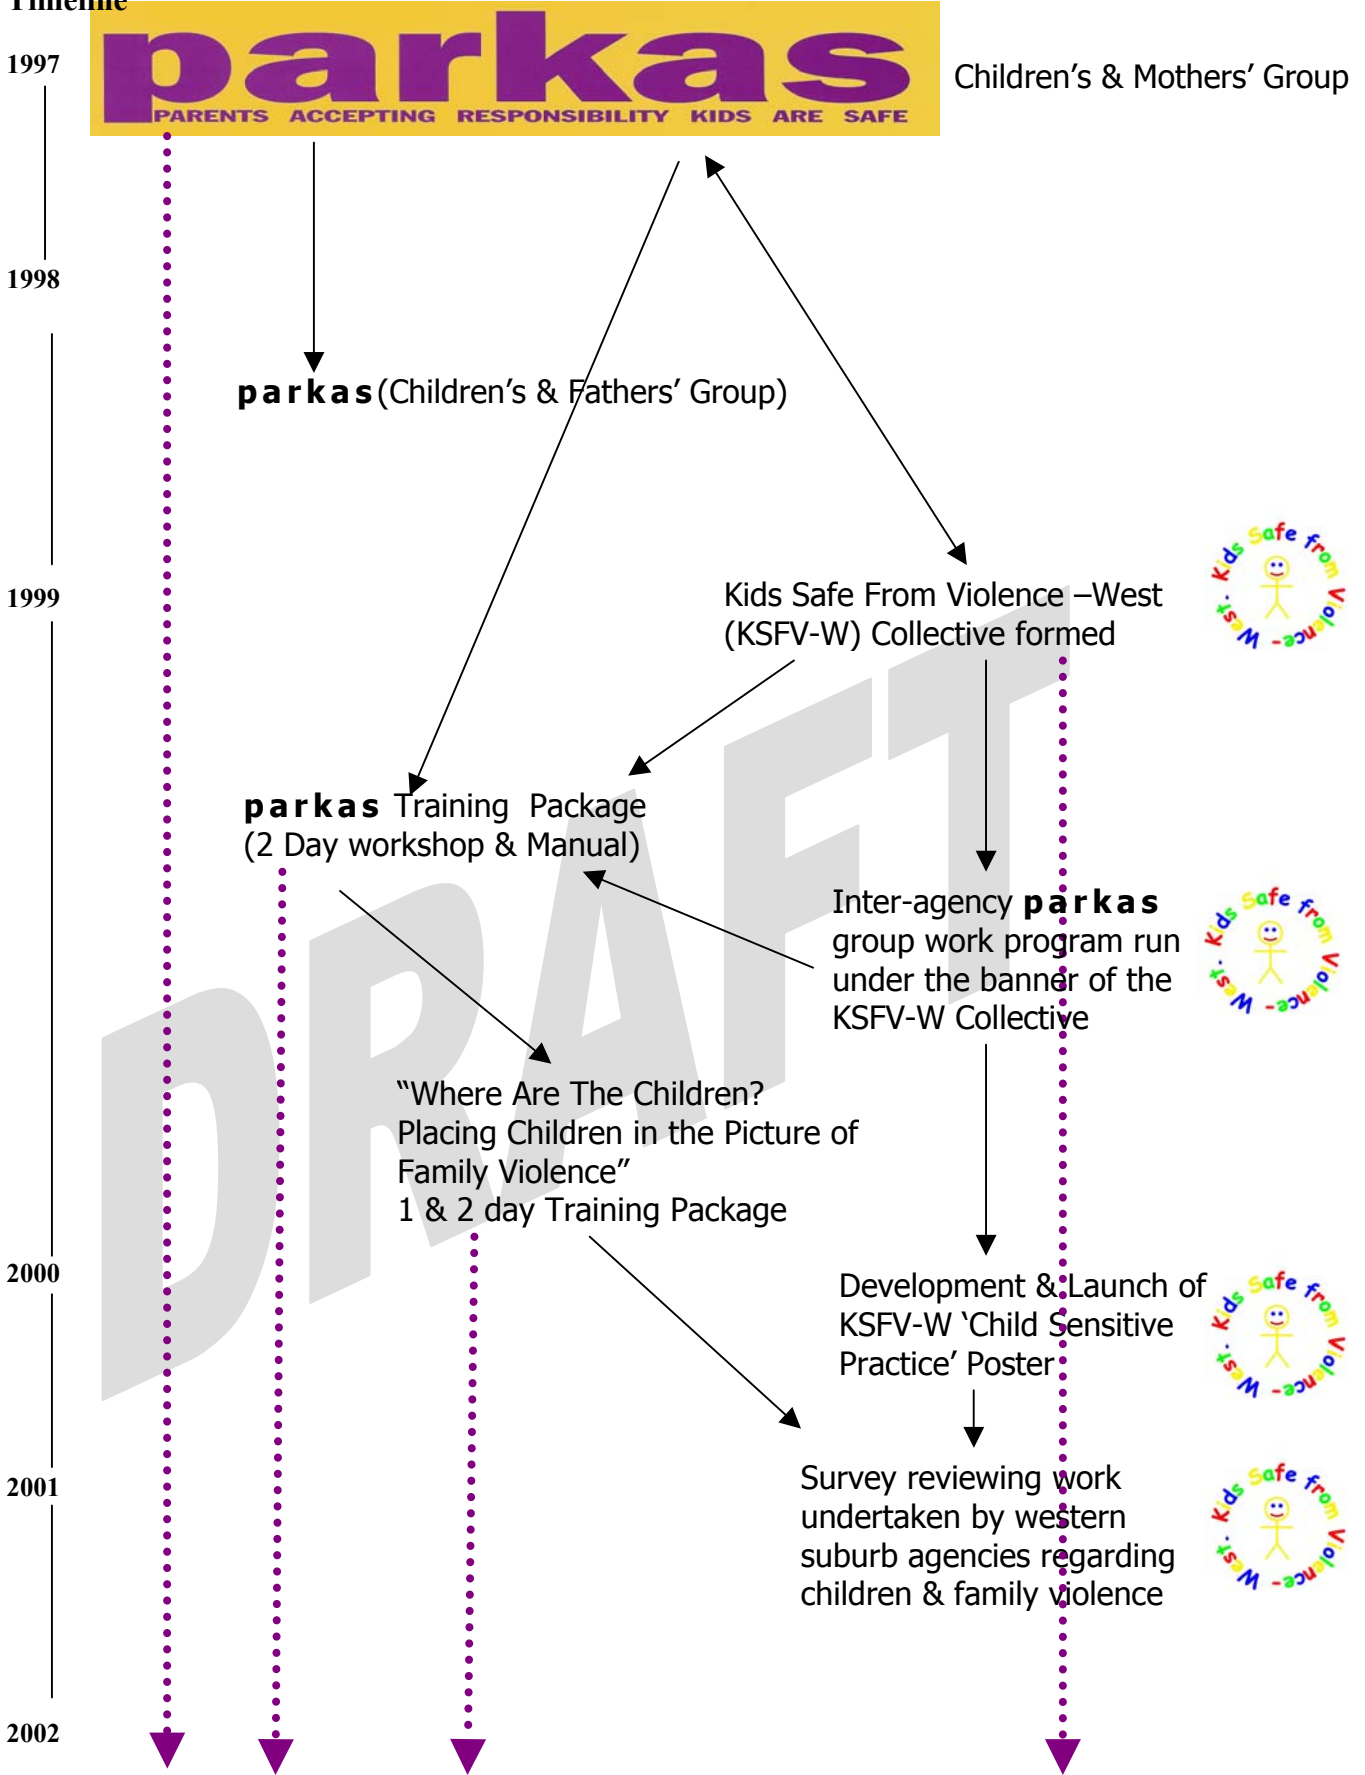 Timeline
1997
parkas
PARENTS ACCEPTING RESPONSIBILITY KIDS ARE SAFE
Children's & Mothers' Group
1998
parkas (Children's & Fathers' Group)
1999
Kids Safe From Violence –West
(KSFV-W) Collective formed
Kids Safe from Violence - West.
parkas Training Package
(2 Day workshop & Manual)
Inter-agency parkas
group work program run
under the banner of the
KSFV-W Collective
Kids Safe from Violence - West.
"Where Are The Children?
Placing Children in the Picture of
Family Violence"
1 & 2 day Training Package
2000
Development & Launch of
KSFV-W 'Child Sensitive
Practice' Poster
Kids Safe from Violence - West.
2001
Survey reviewing work
undertaken by western
suburb agencies regarding
children & family violence
Kids Safe from Violence - West.
2002
DRAFT